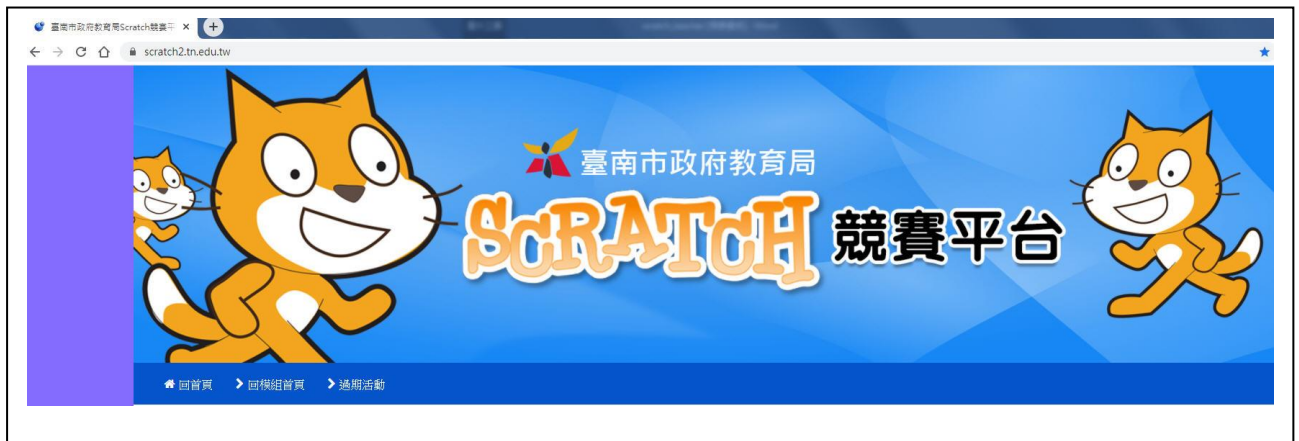 臺南市政府教育局Scratch競賽平
scratch2.tn.edu.tw
臺南市政府教育局
SCRATCH 競賽平台
回首頁 回模組首頁 過期活動